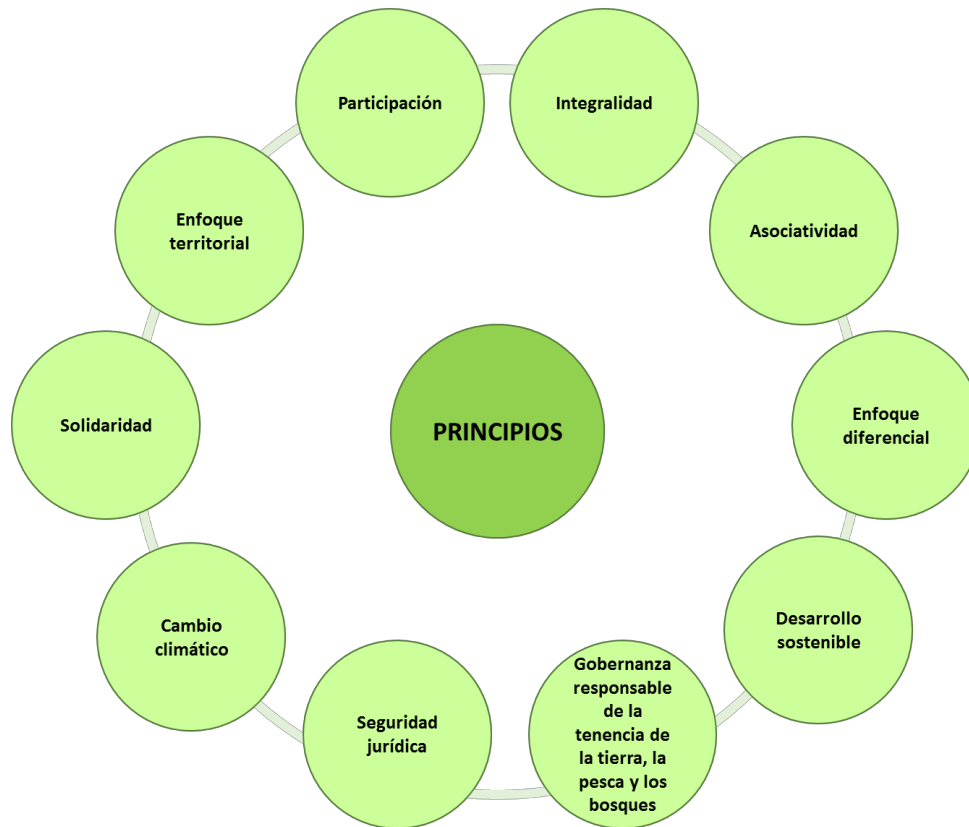 Participación
Integralidad
Enfoque
territorial
Asociatividad
Solidaridad
PRINCIPIOS
Enfoque
diferencial
Cambio
climático
Desarrollo
sostenible
Seguridad
jurídica
Gobernanza
responsable
de la
tenencia de
la tierra, la
pesca y los
bosques